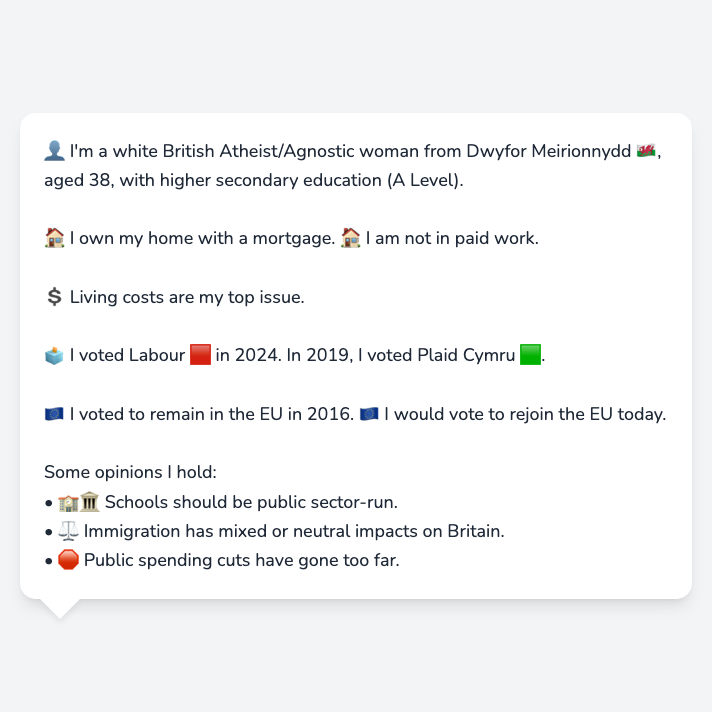 👤 I'm a white British Atheist/Agnostic woman from Dwyfor Meirionnydd 🏴󠁧󠁢󠁷󠁬󠁳󠁿,
aged 38, with higher secondary education (A Level).
🏠 I own my home with a mortgage. 🏠 I am not in paid work.
💲 Living costs are my top issue.
🗳️ I voted Labour 🟥 in 2024. In 2019, I voted Plaid Cymru 🟩.
🇪🇺 I voted to remain in the EU in 2016. 🇪🇺 I would vote to rejoin the EU today.
Some opinions I hold:
• 🏫🏛️ Schools should be public sector-run.
• ⚖️ Immigration has mixed or neutral impacts on Britain.
• 🛑 Public spending cuts have gone too far.